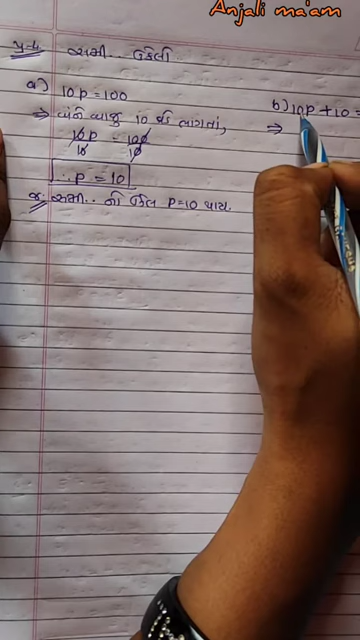 Anjali ma'am
પ્ર-4 સમી.. ઉકેલો
a) 10p = 100
⇒ બંને બાજુ 10 વડે ભાગતાં,
10p/10 = 100/10
∴ p = 10
જ. સમી.. નો ઉકેલ p=10 થાય.
b) 10p + 10 =
⇒